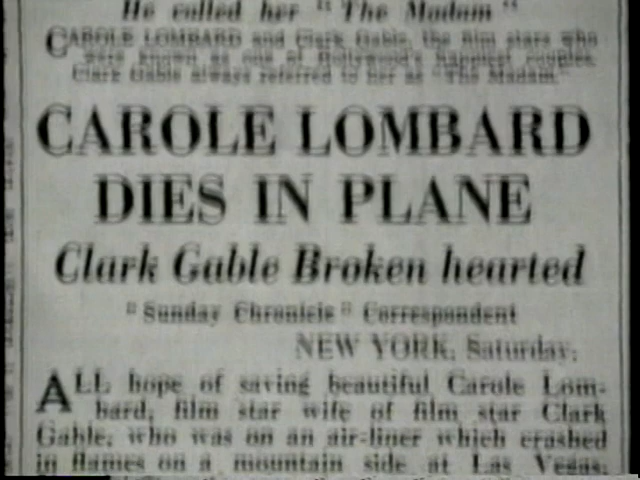 He called her "The Madam"
CAROLE LOMBARD and Clark Gable, the film stars who
were known as one of Hollywood's happiest couples.
Clark Gable always referred to her as "The Madam."
CAROLE LOMBARD
DIES IN PLANE
Clark Gable Broken hearted
"Sunday Chronicle" Correspondent
NEW YORK, Saturday.
ALL hope of saving beautiful Carole Lom-
bard, film star wife of film star Clark
Gable, who was on an air-liner which crashed
in flames on a mountain side at Las Vegas,